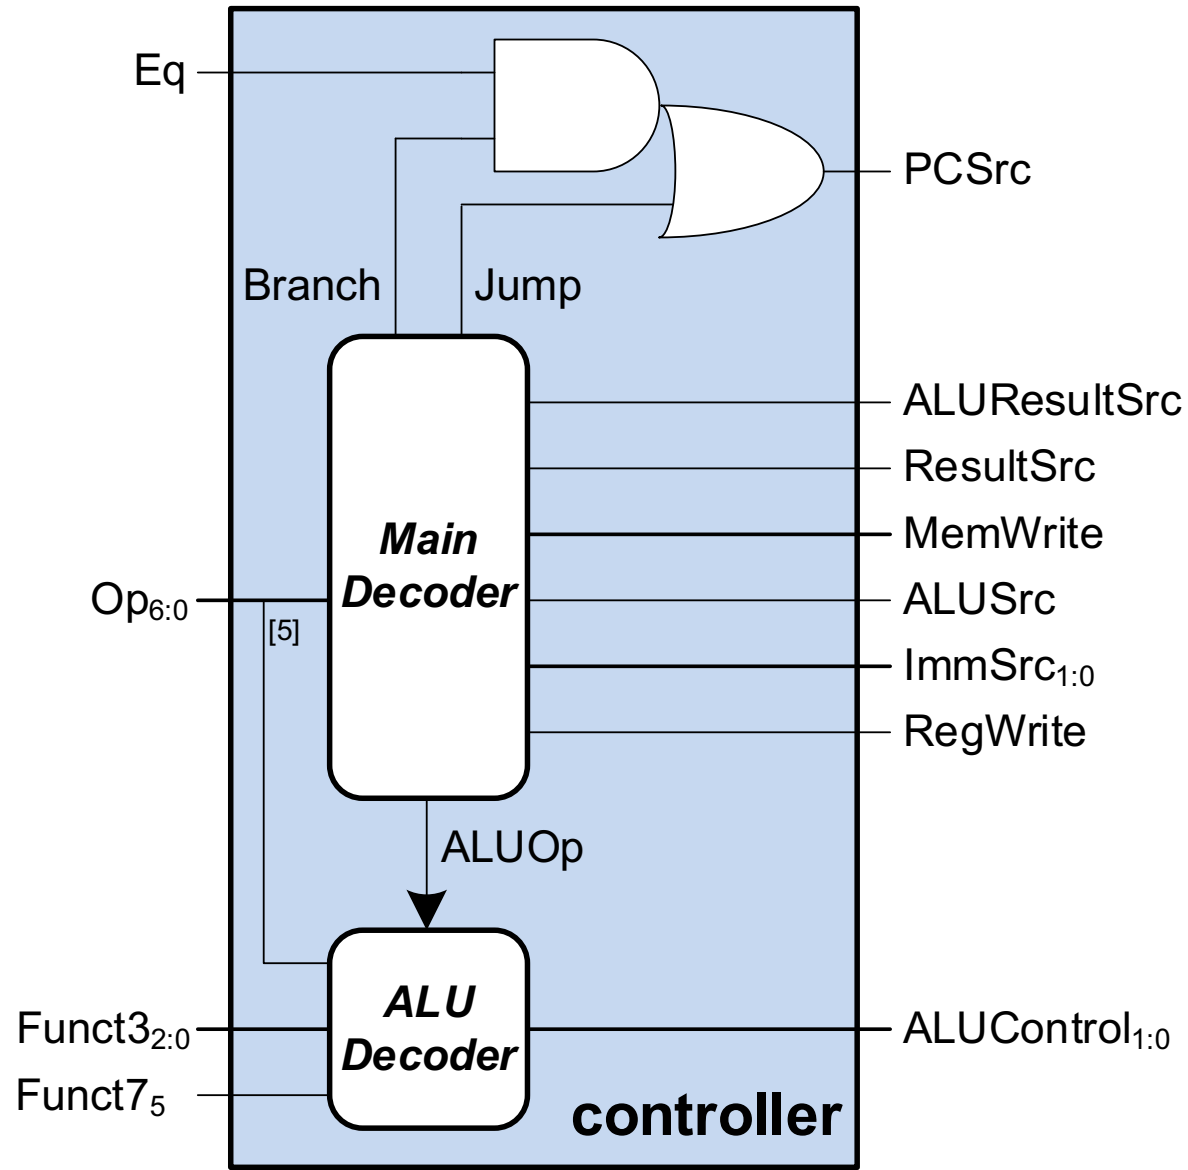 Eq
PCSrc
Branch
Jump
ALUResultSrc
ResultSrc
Main
Decoder
MemWrite
Op6:0
[5]
ALUSrc
ImmSrc1:0
RegWrite
ALUOp
ALU
Decoder
Funct32:0
ALUControl1:0
Funct75
controller